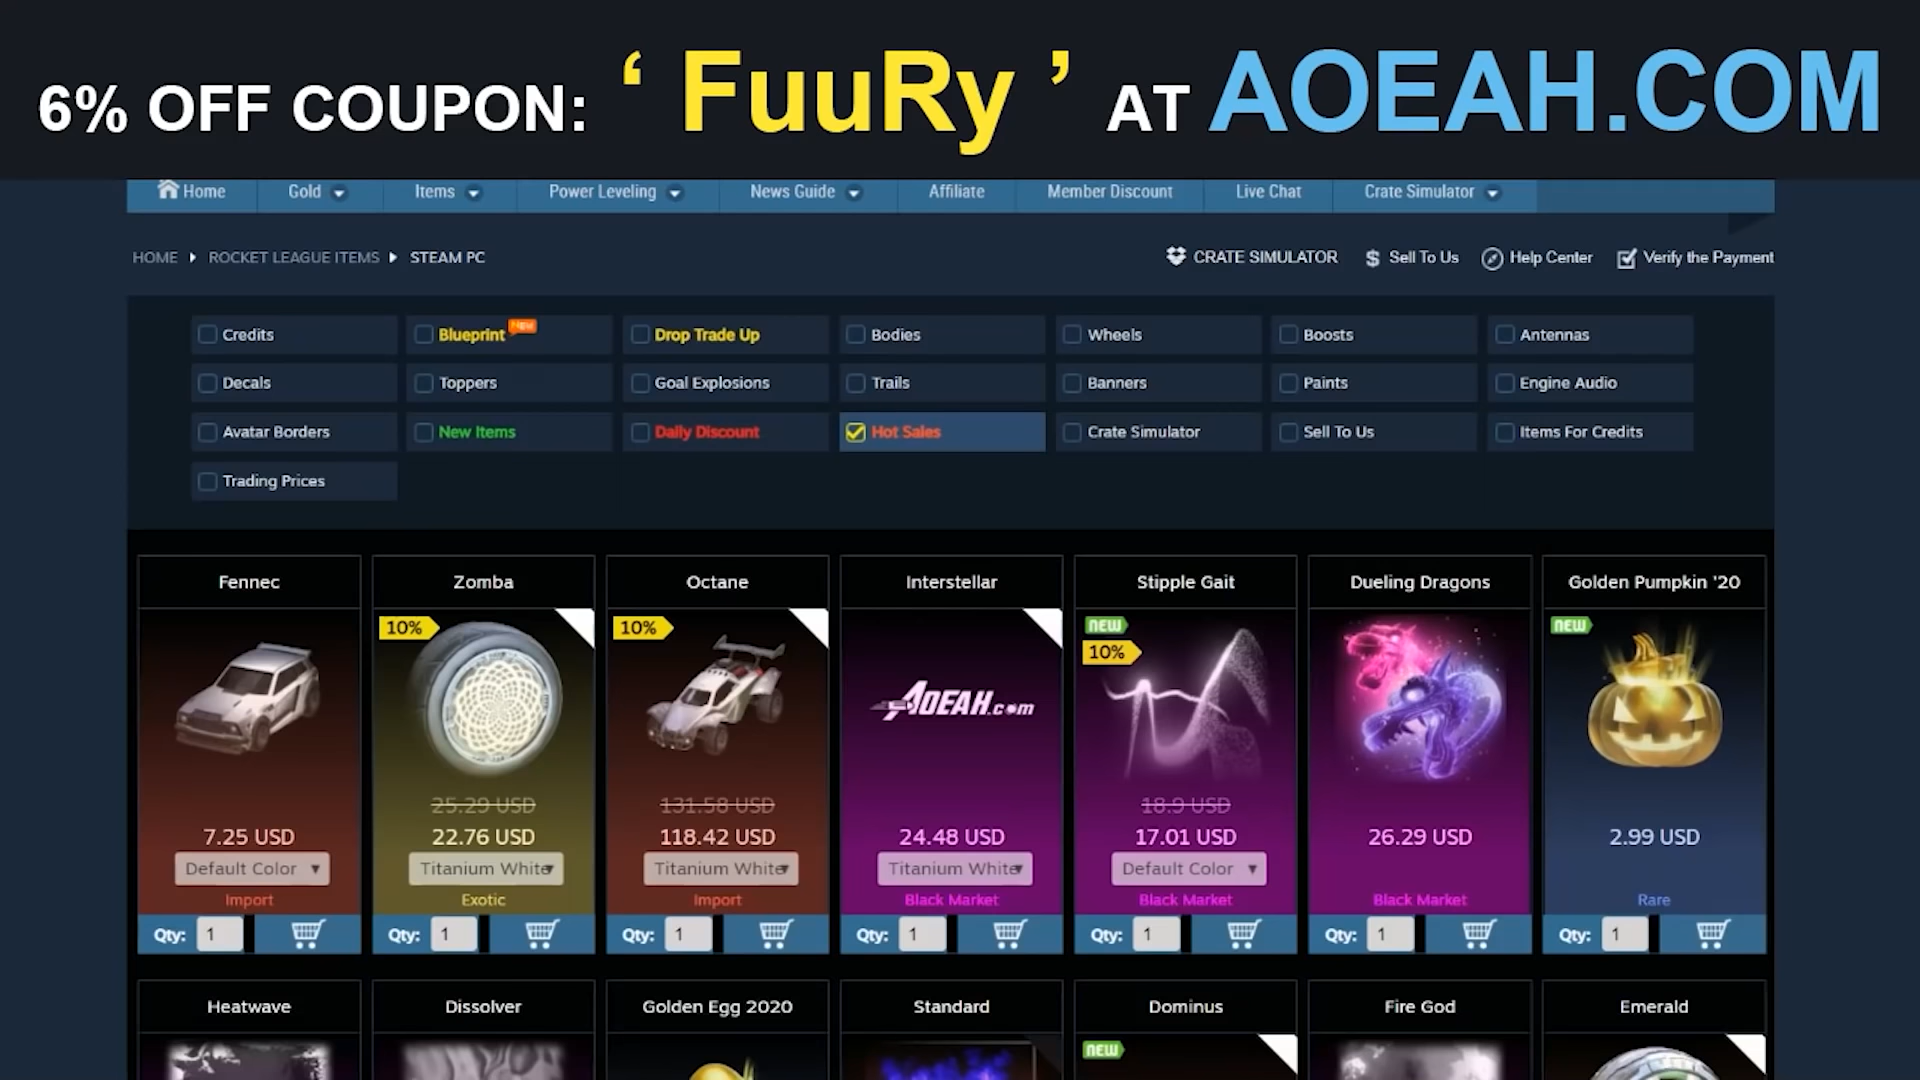 6% OFF COUPON: ‘ FuuRy ’ AT AOEAH.COM
Home Gold Items Power Leveling News Guide Affiliate Member Discount Live Chat Crate Simulator
HOME ROCKET LEAGUE ITEMS STEAM PC CRATE SIMULATOR $ Sell To Us Help Center Verify the Payment
Credits Blueprint New Drop Trade Up Bodies Wheels Boosts Antennas
Decals Toppers Goal Explosions Trails Banners Paints Engine Audio
Avatar Borders New Items Daily Discount Hot Sales Crate Simulator Sell To Us Items For Credits
Trading Prices
Fennec Zomba Octane Interstellar Stipple Gait Dueling Dragons Golden Pumpkin '20
NEW NEW
10% 10% 10%
AOEAH.com
25.29 USD 131.58 USD 18.9 USD
7.25 USD 22.76 USD 118.42 USD 24.48 USD 17.01 USD 26.29 USD 2.99 USD
Default Color Titanium White Titanium White Titanium White Default Color
Import Exotic Import Black Market Black Market Black Market Rare
Qty: 1 Qty: 1 Qty: 1 Qty: 1 Qty: 1 Qty: 1 Qty: 1
Heatwave Dissolver Golden Egg 2020 Standard Dominus Fire God Emerald
NEW